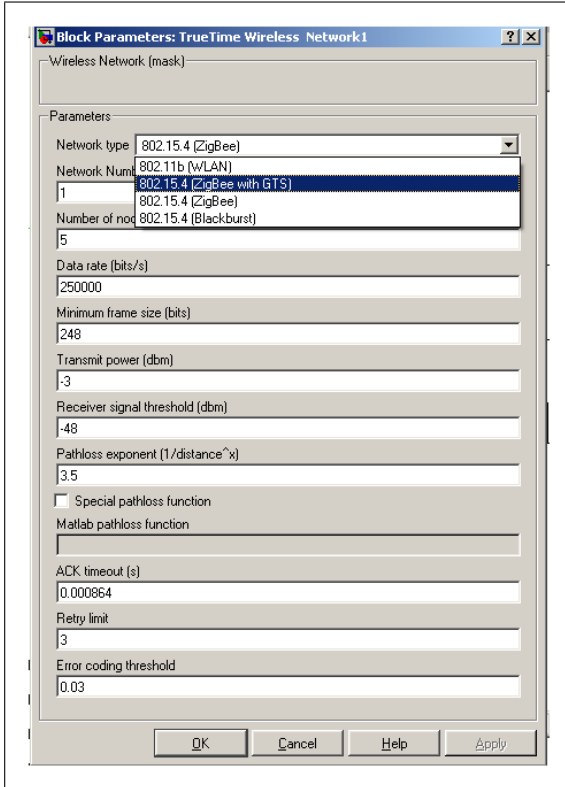 Block Parameters: TrueTime Wireless Network1
Wireless Network (mask)
Parameters
Network type 802.15.4 (ZigBee)
802.11b (WLAN)
802.15.4 (ZigBee with GTS)
802.15.4 (ZigBee)
802.15.4 (Blackburst)
Network Numb
1
Number of nod
5
Data rate (bits/s)
250000
Minimum frame size (bits)
248
Transmit power (dbm)
-3
Receiver signal threshold (dbm)
-48
Pathloss exponent (1/distance^x)
3.5
Special pathloss function
Matlab pathloss function
ACK timeout (s)
0.000864
Retry limit
3
Error coding threshold
0.03
OK Cancel Help Apply